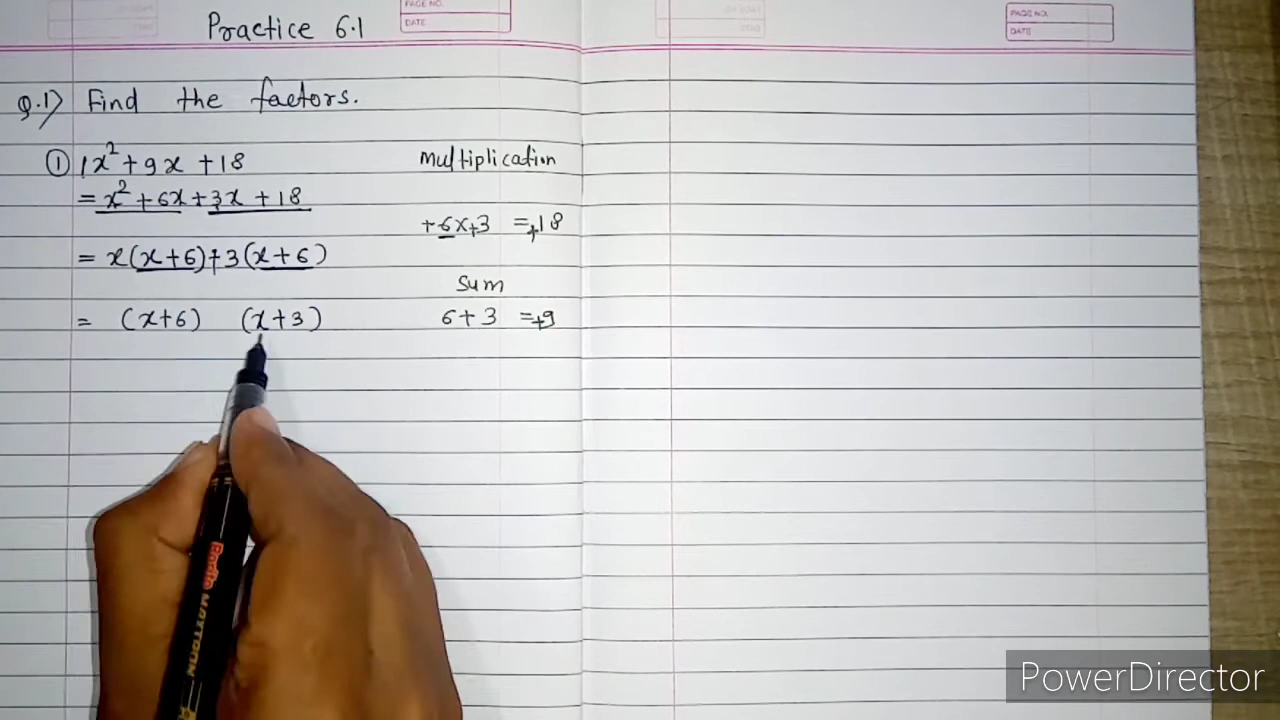 PAGE NO.
DATE
PAGE NO.
DATE
Practice 6.1
Q.1) Find the factors.
① 1x² + 9x + 18
= x² + 6x + 3x + 18
= x(x+6)+3(x+6)
= (x+6) (x+3)
Multiplication
+6x+3 =+18
Sum
6+3 =+9
PowerDirector